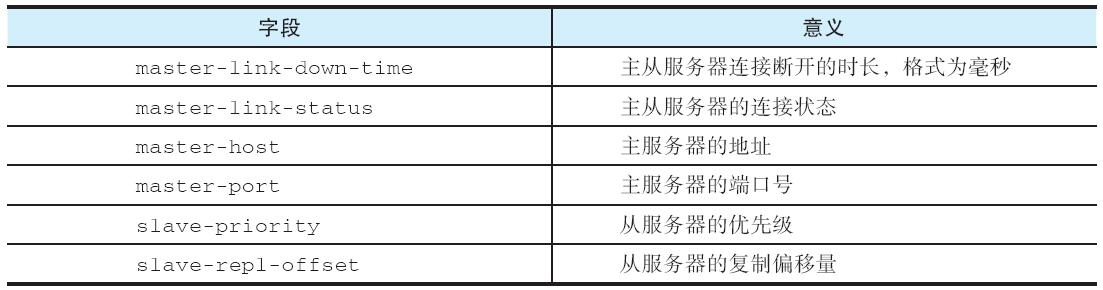 字段 意义
master-link-down-time 主从服务器连接断开的时长，格式为毫秒
master-link-status 主从服务器的连接状态
master-host 主服务器的地址
master-port 主服务器的端口号
slave-priority 从服务器的优先级
slave-repl-offset 从服务器的复制偏移量